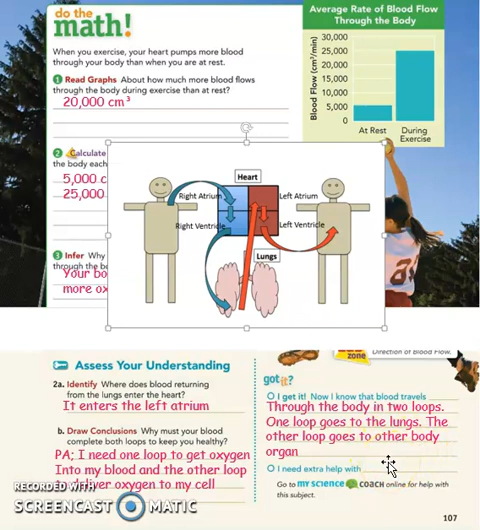 do the
math!
When you exercise, your heart pumps more blood
through your body than when you are at rest.
1 Read Graphs About how much more blood flows
through the body during exercise than at rest?
20,000 cm³
Average Rate of Blood Flow
Through the Body
Blood Flow (cm³/min)
30,000
25,000
20,000
15,000
10,000
5,000
0
At Rest
During
Exercise
2 Calculate
the body each
5,000 c
25,000
3 Infer Why
through the bo
Your bo
more ox
Heart
Right Atrium
Left Atrium
Right Ventricle
Left Ventricle
Lungs
Assess Your Understanding
2a. Identify Where does blood returning
from the lungs enter the heart?
It enters the left atrium
b. Draw Conclusions Why must your blood
complete both loops to keep you healthy?
PA; I need one loop to get oxygen
Into my blood and the other loop
deliver oxygen to my cell
zone
Direction of Blood Flow.
got it?
I get it! Now I know that blood travels
Through the body in two loops.
One loop goes to the lungs. The
other loop goes to other body
organ
I need extra help with
Go to my science COACH online for help with
this subject.
107
RECORDED WITH
SCREENCAST MATIC